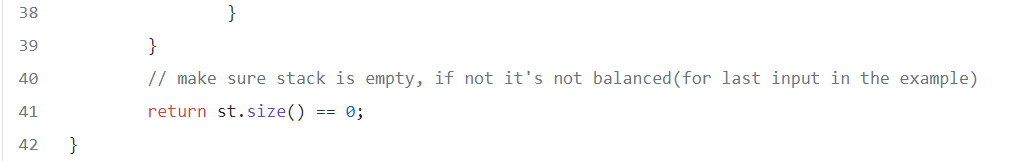 38 }
39 }
40 // make sure stack is empty, if not it's not balanced(for last input in the example)
41 return st.size() == 0;
42 }